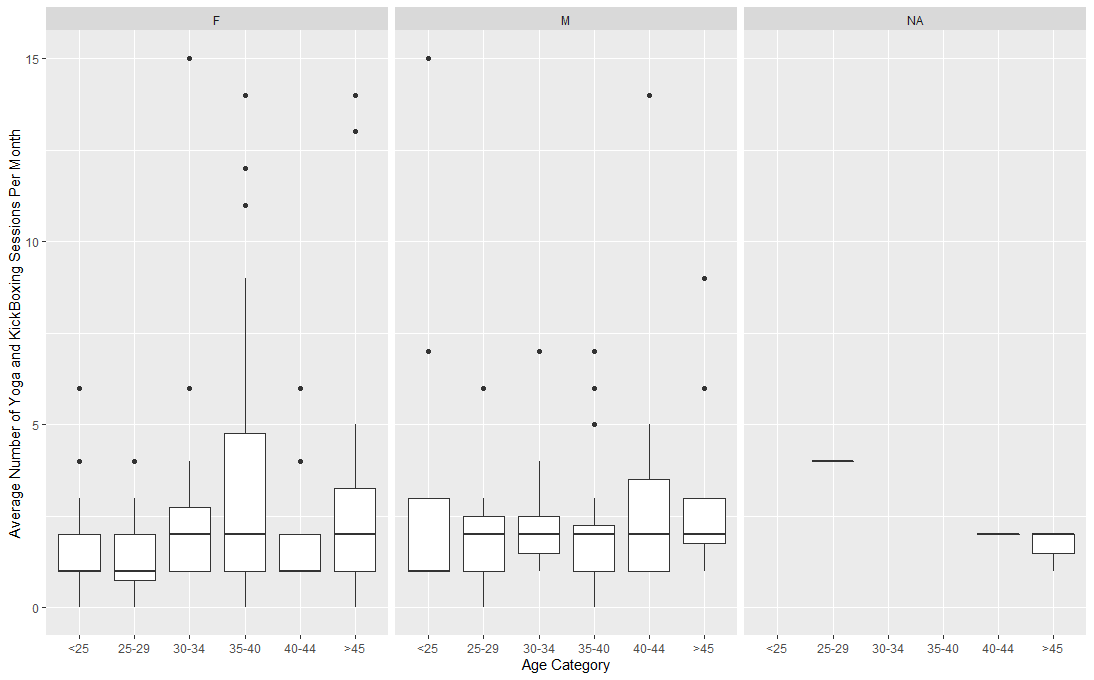 F M NA
15
10
5
0
Average Number of Yoga and KickBoxing Sessions Per Month
<25 25-29 30-34 35-40 40-44 >45 <25 25-29 30-34 35-40 40-44 >45 <25 25-29 30-34 35-40 40-44 >45
Age Category